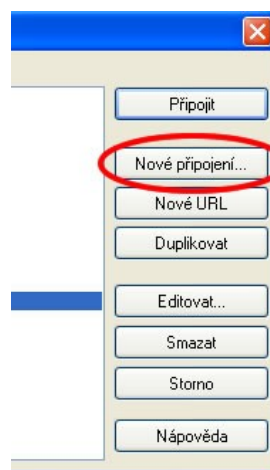 Připojit
Nové připojení...
Nové URL
Duplikovat
Editovat...
Smazat
Storno
Nápověda